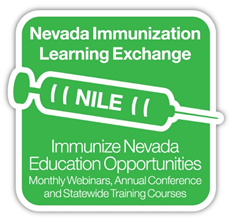 Nevada Immunization
Learning Exchange
(( NILE ((
Immunize Nevada
Education Opportunities
Monthly Webinars, Annual Conference
and Statewide Training Courses